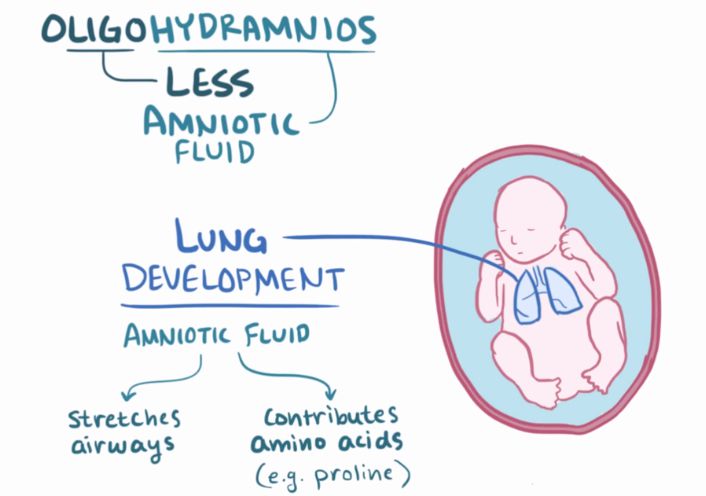 OLIGOHYDRAMNIOS
LESS
AMNIOTIC
FLUID
LUNG
DEVELOPMENT
AMNIOTIC FLUID
Stretches
airways
Contributes
amino acids
(e.g. proline)